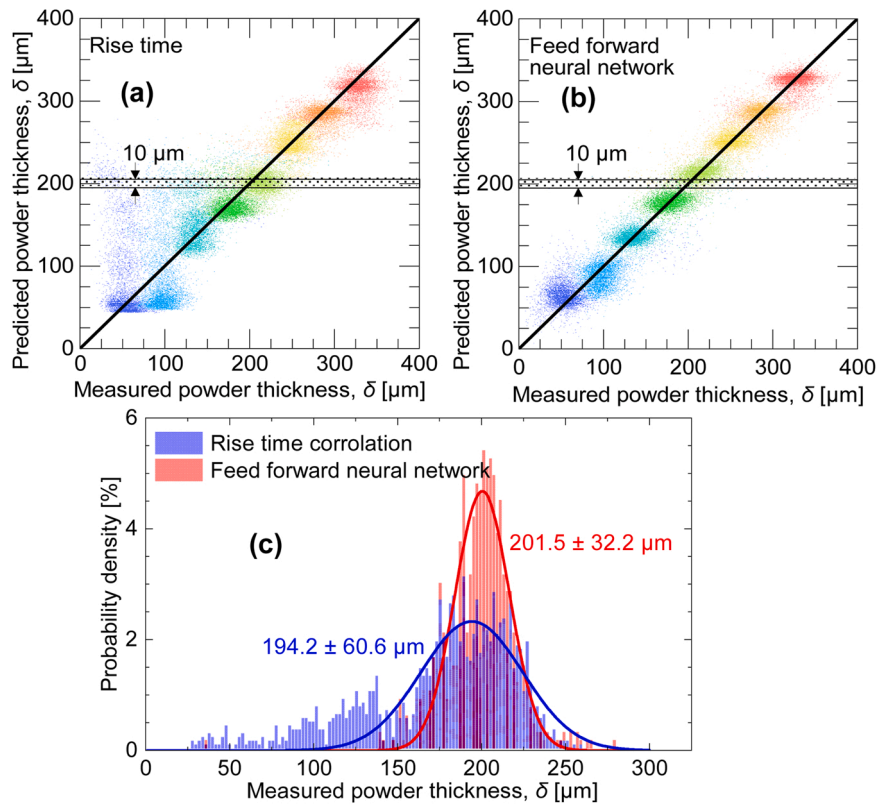 400
300
200
100
0
Predicted powder thickness, δ [µm]
Rise time
(a)
10 µm
0 100 200 300 400
Measured powder thickness, δ [µm]
400
300
200
100
0
Predicted powder thickness, δ [µm]
Feed forward
neural network
(b)
10 µm
0 100 200 300 400
Measured powder thickness, δ [µm]
6
4
2
0
Probability density [%]
Rise time corrolation
Feed forward neural network
(c)
201.5 ± 32.2 µm
194.2 ± 60.6 µm
0 50 100 150 200 250 300
Measured powder thickness, δ [µm]